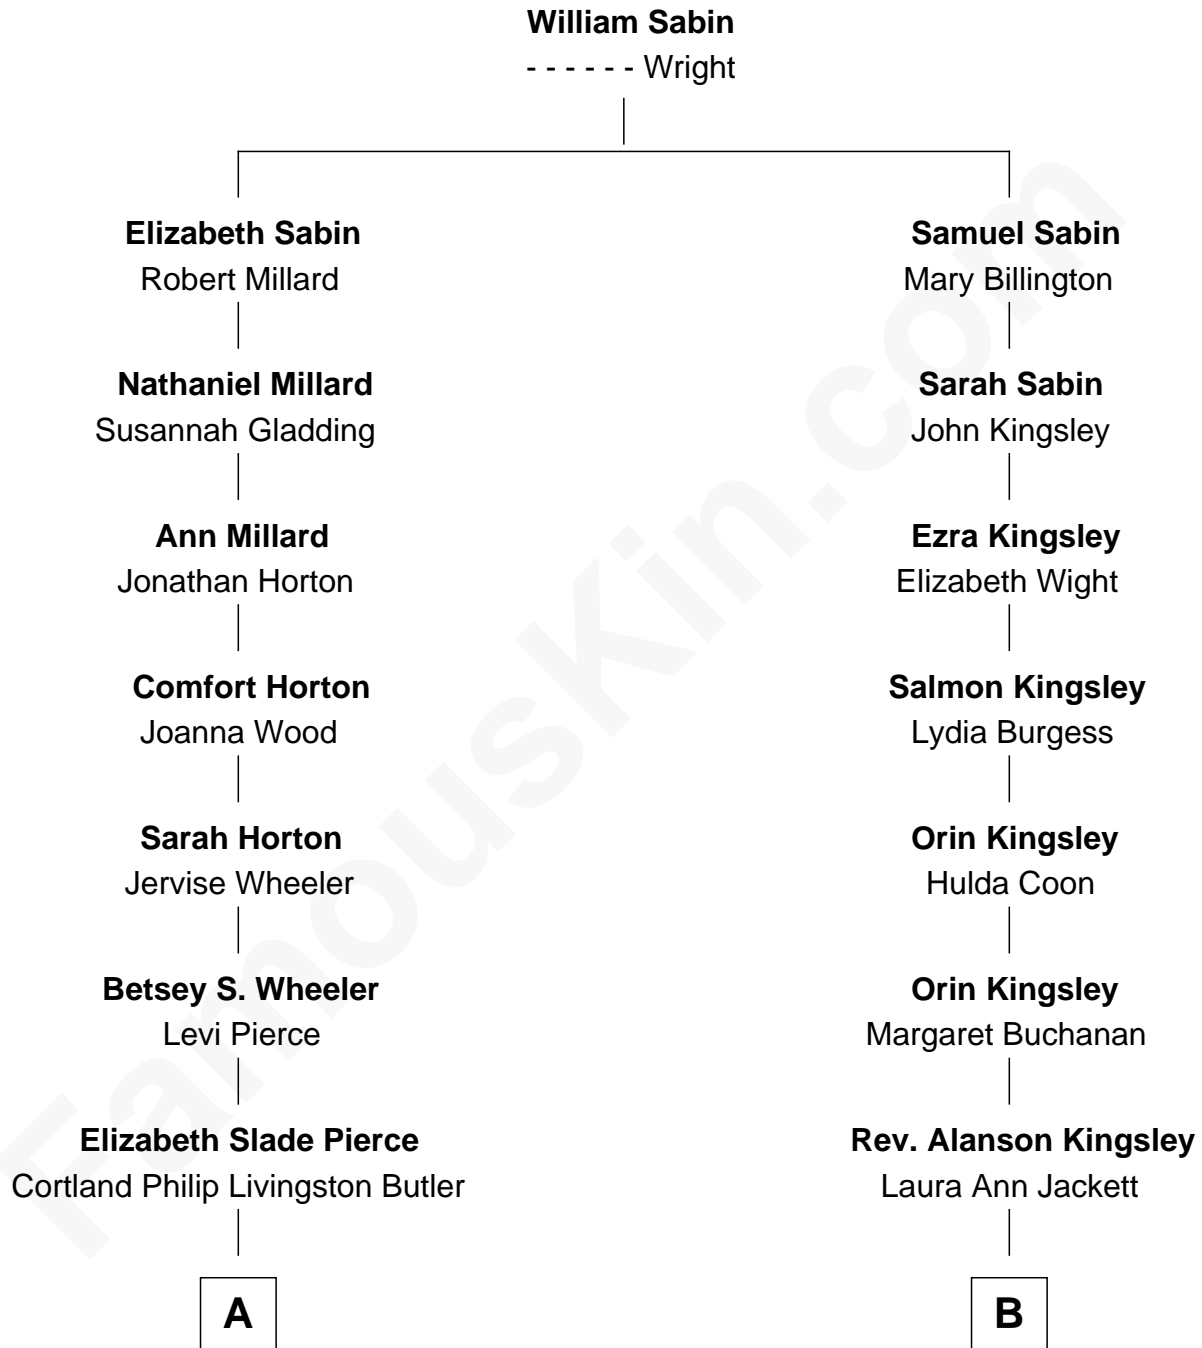 William Sabin
- - - - - - Wright
Elizabeth Sabin
Robert Millard
Nathaniel Millard
Susannah Gladding
Ann Millard
Jonathan Horton
Comfort Horton
Joanna Wood
Sarah Horton
Jervise Wheeler
Betsey S. Wheeler
Levi Pierce
Elizabeth Slade Pierce
Cortland Philip Livingston Butler
A
Samuel Sabin
Mary Billington
Sarah Sabin
John Kingsley
Ezra Kingsley
Elizabeth Wight
Salmon Kingsley
Lydia Burgess
Orin Kingsley
Hulda Coon
Orin Kingsley
Margaret Buchanan
Rev. Alanson Kingsley
Laura Ann Jackett
B
FamousKin.com